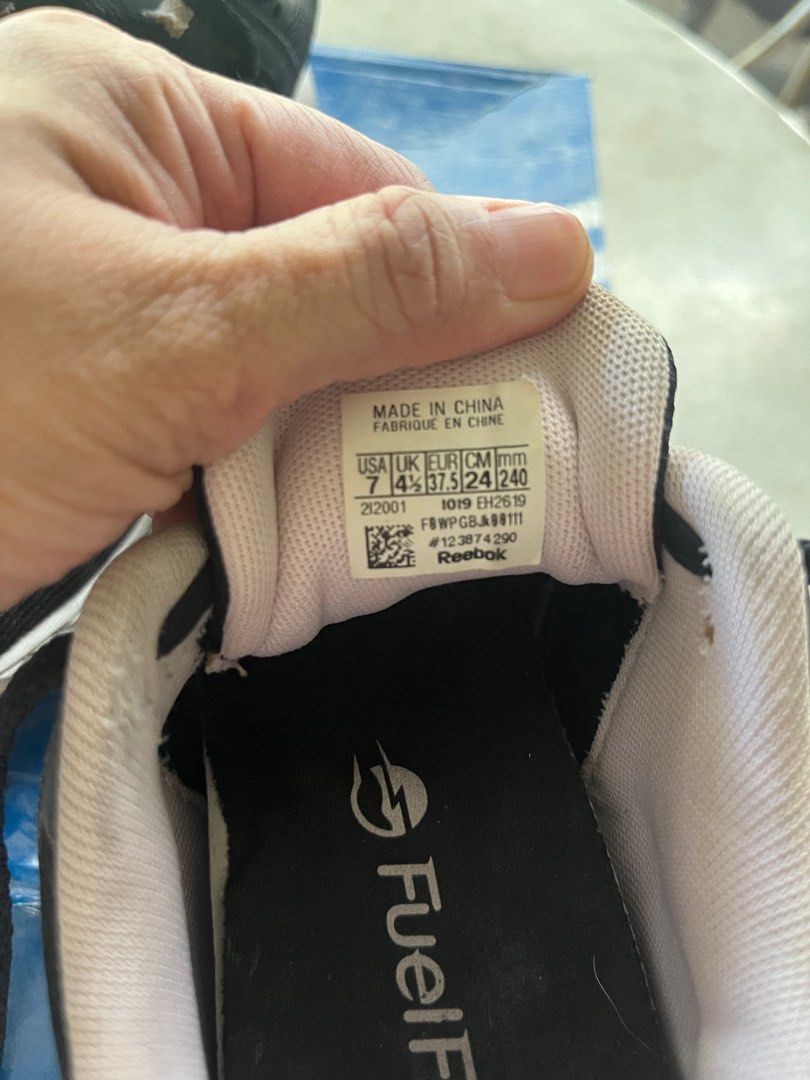 MADE IN CHINA
FABRIQUÉ EN CHINE
USA UK EUR CM mm
7 4½ 37.5 24 240
212001 1019 EH2619
#123874290
Reebok
FuelF